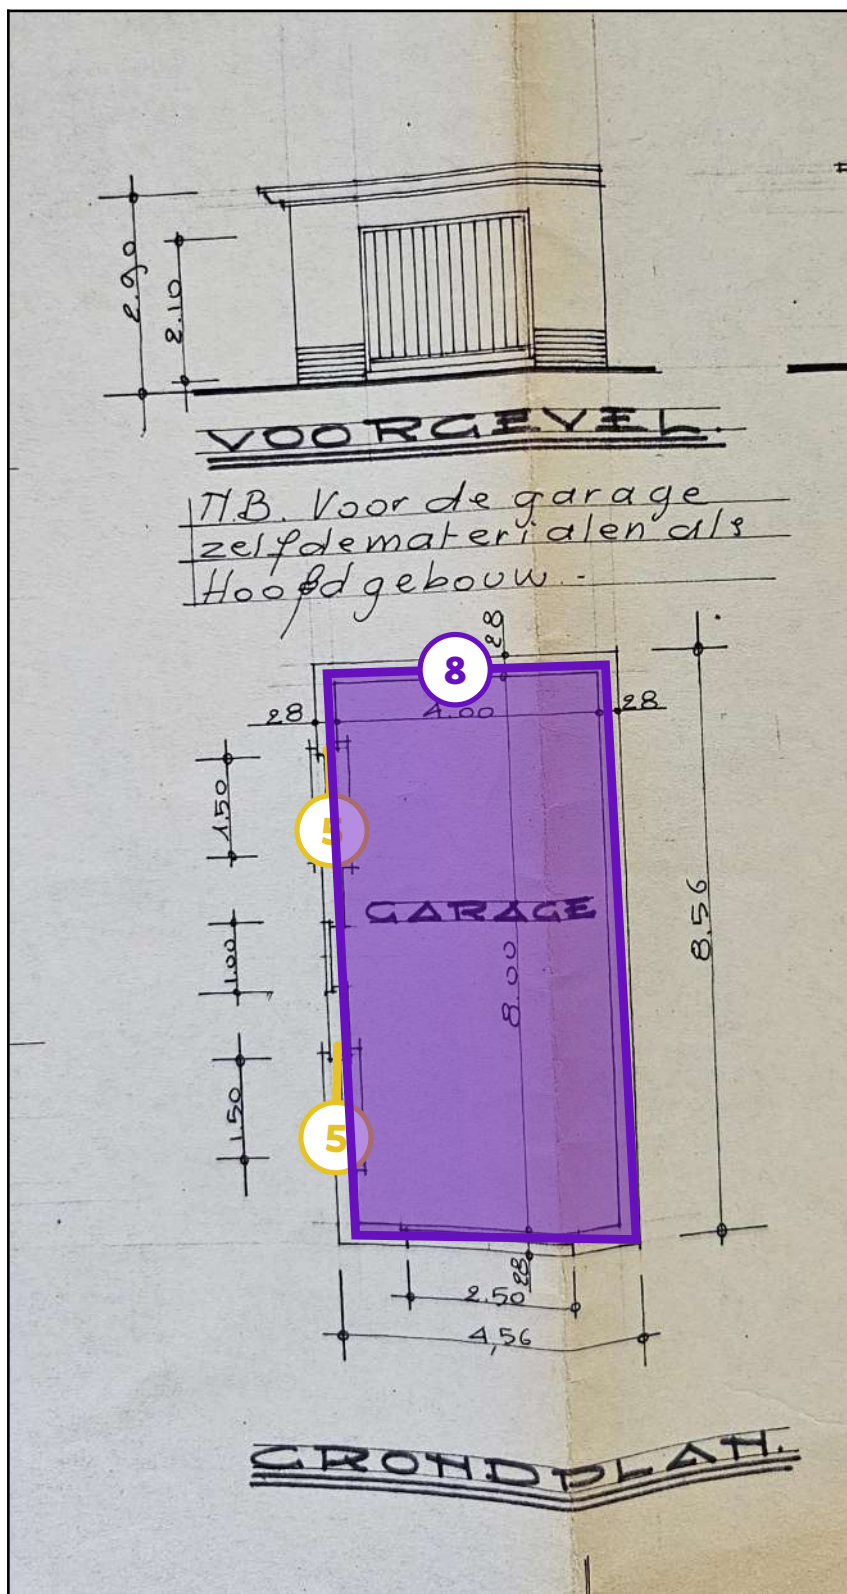 2.90
2.10
VOORGEVEL.
N.B. Voor de garage
zelfde materialen als
Hoofdgebouw.-
28
8
28
4.00
28
1.50
5
GARAGE
8.56
1.00
8.00
1.50
5
28
2.50
4,56
GRONDPLAN.